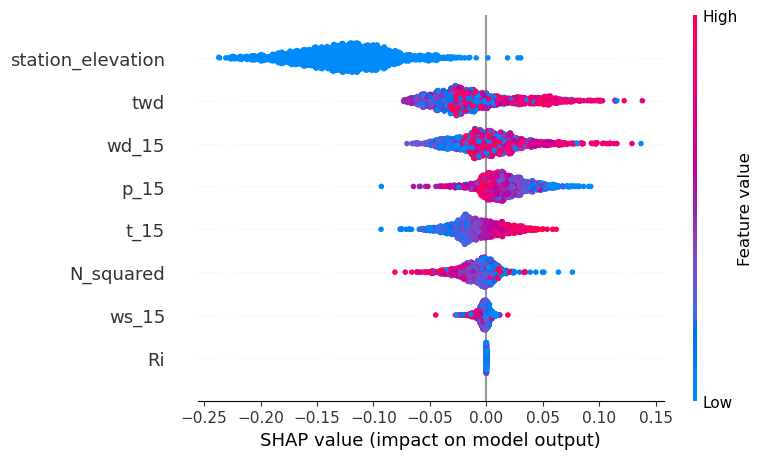 High
station_elevation
twd
wd_15
p_15
t_15
N_squared
ws_15
Ri
Feature value
Low
−0.25 −0.20 −0.15 −0.10 −0.05 0.00 0.05 0.10 0.15
SHAP value (impact on model output)